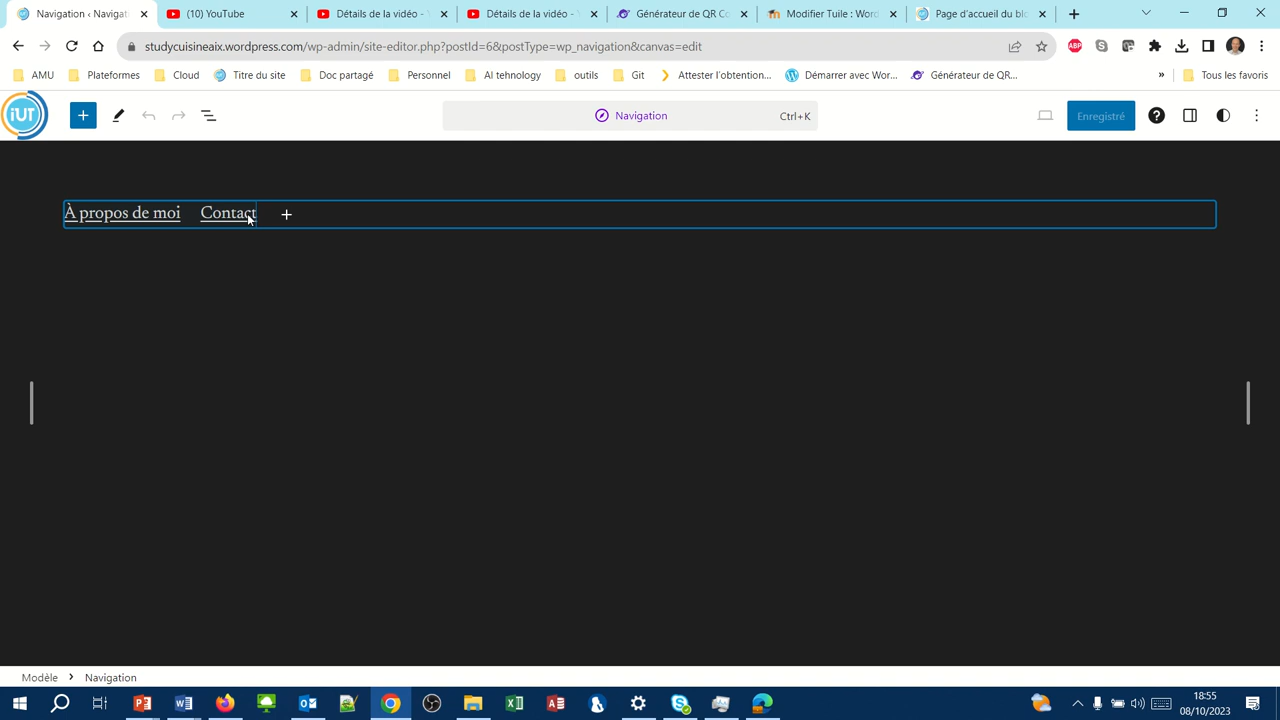 Navigation ‹ Navigati
(10) YouTube
Détails de la vidéo - Y
Détails de la vidéo - Y
Générateur de QR Co
Modifier Tuile : Word
Page d'accueil du blo
studycuisineaix.wordpress.com/wp-admin/site-editor.php?postId=6&postType=wp_navigation&canvas=edit
ABP
AMU
Plateformes
Cloud
Titre du site
Doc partagé
Personnel
AI tehnology
outils
Git
Attester l'obtention...
Démarrer avec Wor...
Générateur de QR...
»
Tous les favoris
iUT
Navigation
Ctrl+K
Enregistré
À propos de moi
Contact
Modèle
Navigation
18:55
08/10/2023